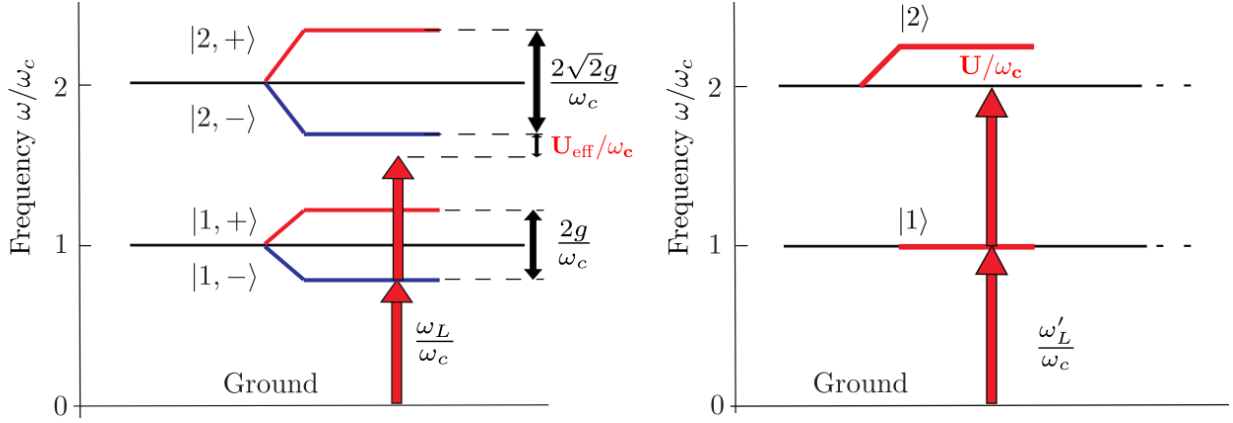 Frequency ω/ω_c
2
1
0
|2, +⟩
|2, −⟩
|1, +⟩
|1, −⟩
2√2g/ω_c
U_eff/ω_c
2g/ω_c
ω_L/ω_c
Ground
Frequency ω/ω_c
2
1
0
|2⟩
U/ω_c
|1⟩
ω′_L/ω_c
Ground